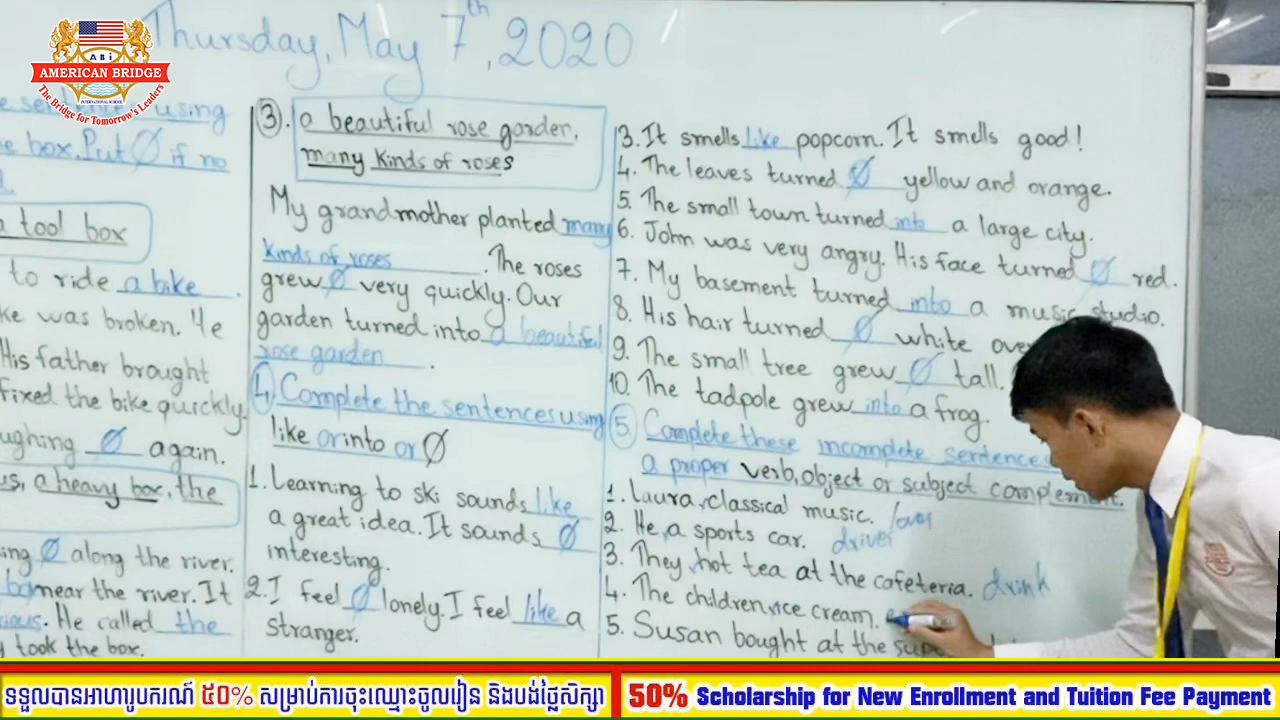 ABi
AMERICAN BRIDGE
INTERNATIONAL SCHOOL
The Bridge for Tomorrow's Leaders
Thursday, May 7th, 2020
using
box. Put Ø if no
a tool box
to ride a bike.
ke was broken. He
His father brought
fixed the bike quickly.
ughing Ø again.
us, a heavy box, the
ing Ø along the river.
box near the river. It
. He called the
took the box.
3. a beautiful rose garden,
many kinds of roses
My grandmother planted many
kinds of roses. The roses
grew Ø very quickly. Our
garden turned into a beautiful
rose garden.
4. Complete the sentences using
like or into or Ø
1. Learning to ski sounds like
a great idea. It sounds Ø
interesting.
2. I feel Ø lonely. I feel like a
stranger.
3. It smells like popcorn. It smells good!
4. The leaves turned Ø yellow and orange.
5. The small town turned into a large city.
6. John was very angry. His face turned Ø red.
7. My basement turned into a music studio.
8. His hair turned Ø white over
9. The small tree grew Ø tall.
10. The tadpole grew into a frog.
5. Complete these incomplete sentences
a proper verb, object or subject complement.
1. Laura, classical music. loves
2. He, a sports car. drives
3. They, hot tea at the cafeteria. drink
4. The children, ice cream.
5. Susan bought at the
ទទួលបានអាហារូបករណ៍ ៥០% សម្រាប់ការចុះឈ្មោះចូលរៀន និងបង់ថ្លៃសិក្សា
50% Scholarship for New Enrollment and Tuition Fee Payment